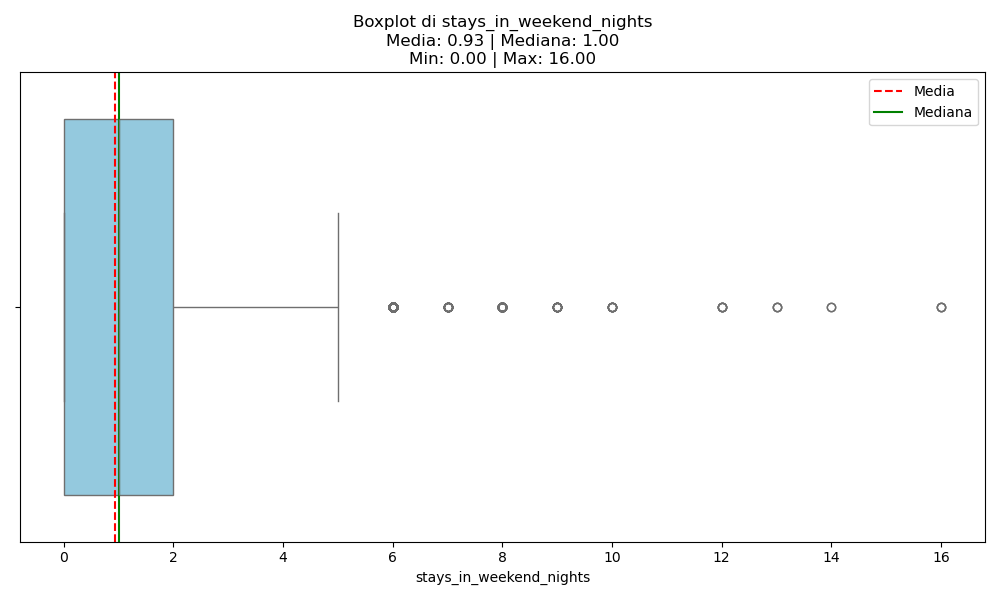 Boxplot di stays_in_weekend_nights
Media: 0.93 | Mediana: 1.00
Min: 0.00 | Max: 16.00
Media
Mediana
0 2 4 6 8 10 12 14 16
stays_in_weekend_nights